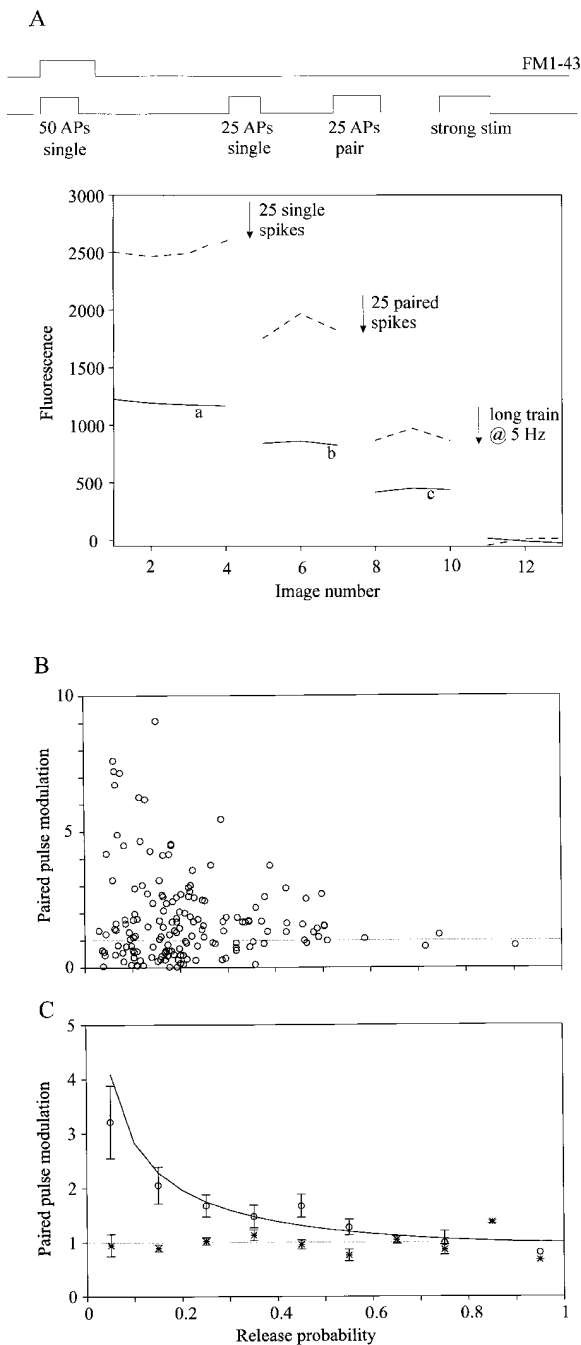 A
FM1-43
50 APs
single
25 APs
single
25 APs
pair
strong stim
3000
2500
2000
1500
1000
500
0
Fluorescence
25 single
spikes
25 paired
spikes
long train
@ 5 Hz
a
b
c
2 4 6 8 10 12
Image number
B
10
5
0
Paired pulse modulation
C
5
4
3
2
1
0
Paired pulse modulation
0 0.2 0.4 0.6 0.8 1
Release probability